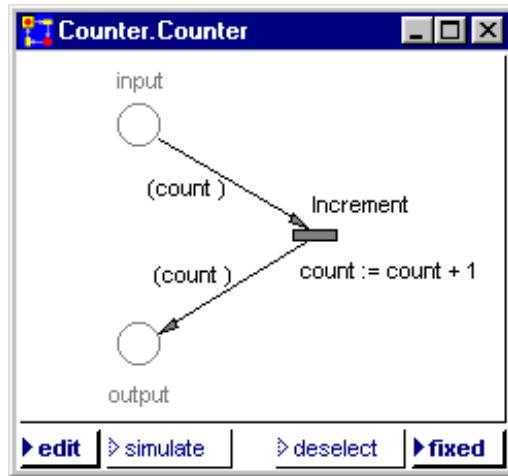 Counter.Counter
input
(count )
Increment
(count )
count := count + 1
output
edit
simulate
deselect
fixed